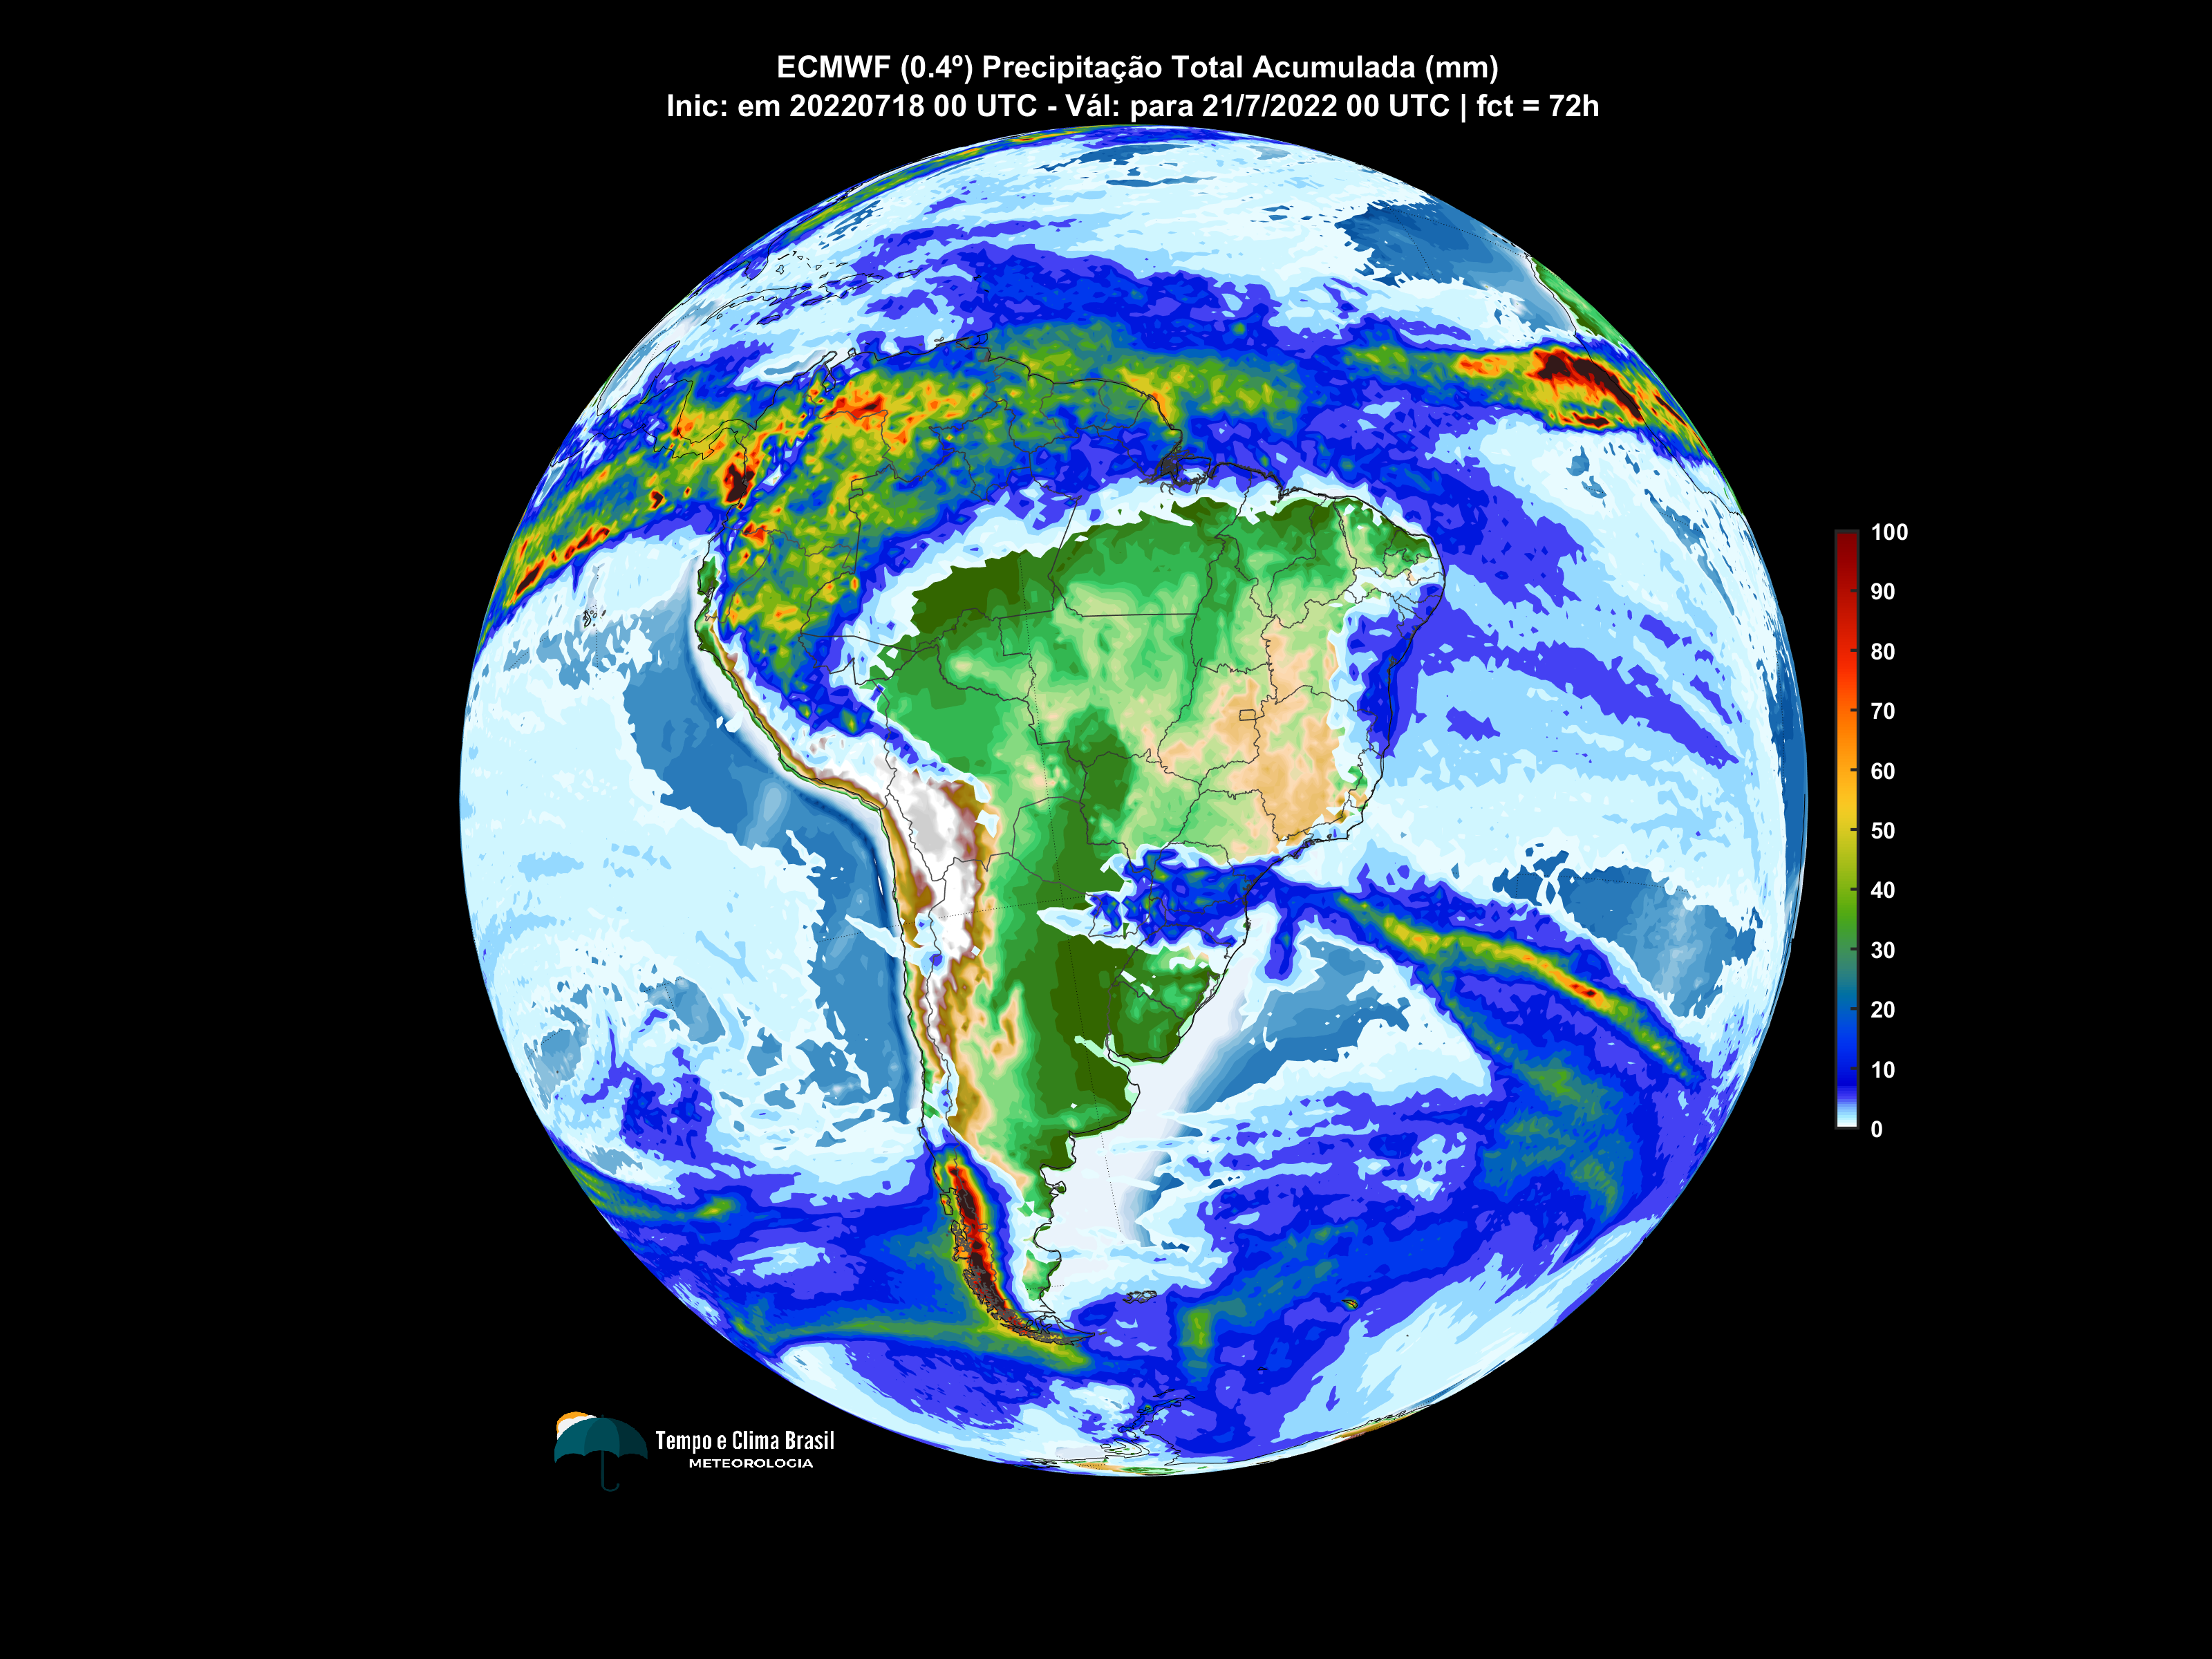 ECMWF (0.4º) Precipitação Total Acumulada (mm)
Inic: em 20220718 00 UTC - Vál: para 21/7/2022 00 UTC | fct = 72h
100
90
80
70
60
50
40
30
20
10
0
Tempo e Clima Brasil
METEOROLOGIA